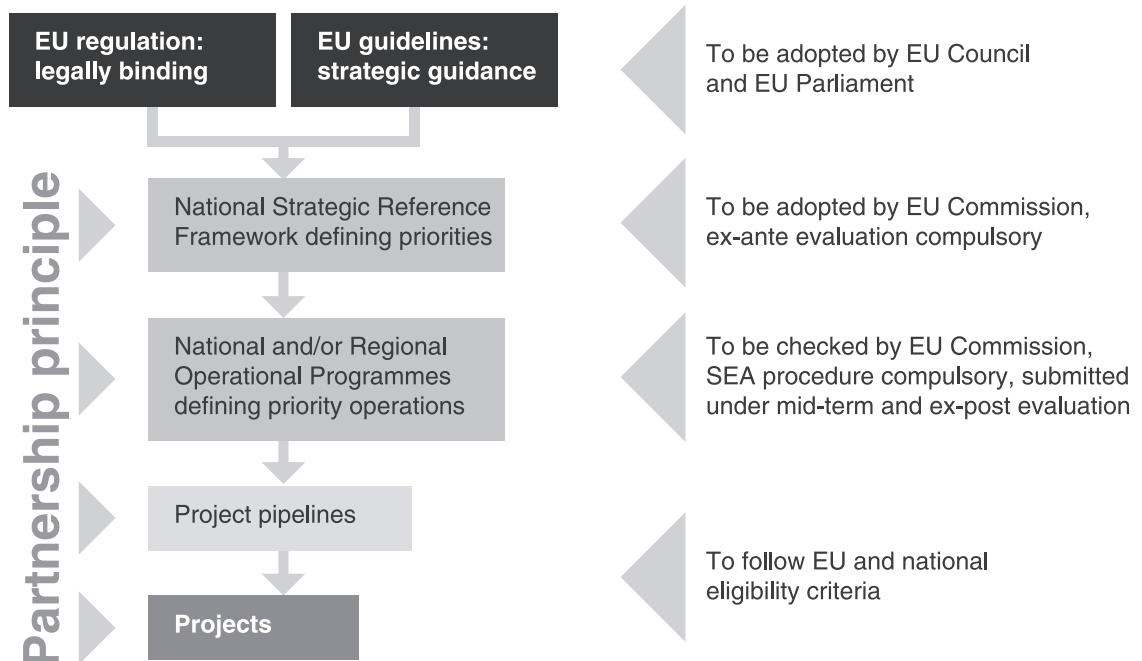 EU regulation:
legally binding
EU guidelines:
strategic guidance
To be adopted by EU Council
and EU Parliament
Partnership principle
National Strategic Reference
Framework defining priorities
To be adopted by EU Commission,
ex-ante evaluation compulsory
National and/or Regional
Operational Programmes
defining priority operations
To be checked by EU Commission,
SEA procedure compulsory, submitted
under mid-term and ex-post evaluation
Project pipelines
To follow EU and national
eligibility criteria
Projects